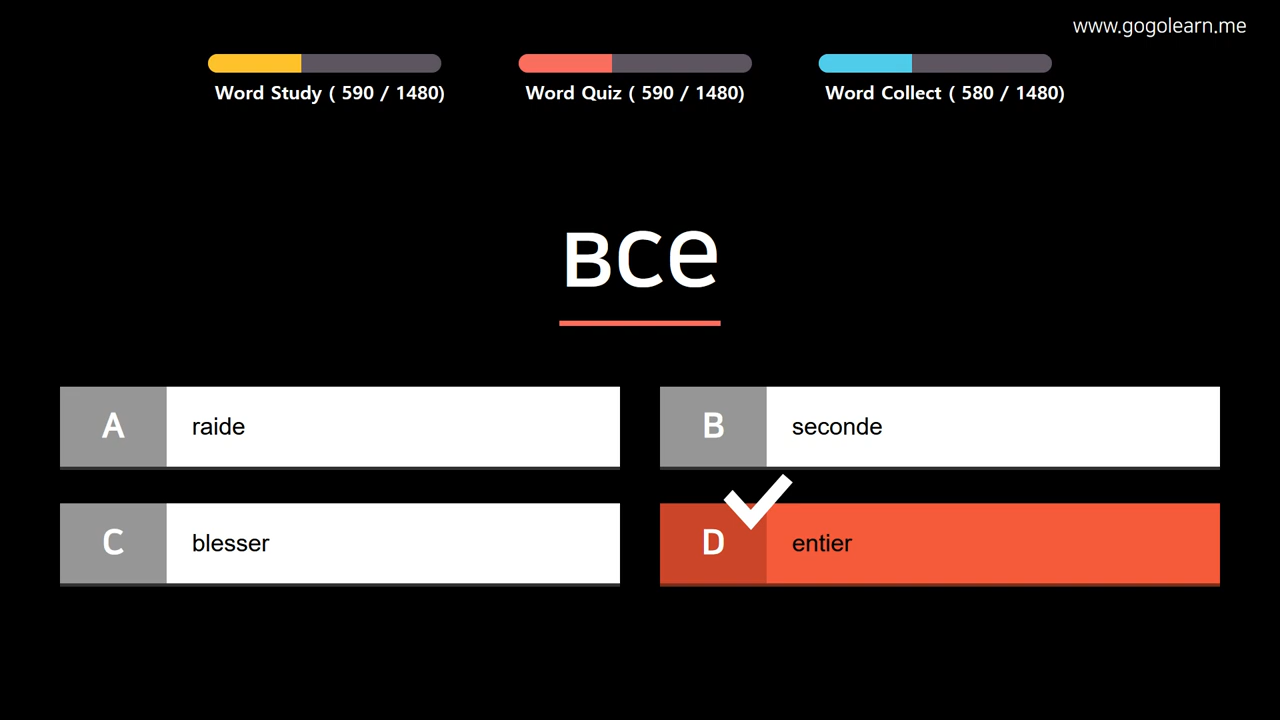 www.gogolearn.me
Word Study ( 590 / 1480)
Word Quiz ( 590 / 1480)
Word Collect ( 580 / 1480)
все
A raide
B seconde
C blesser
D entier